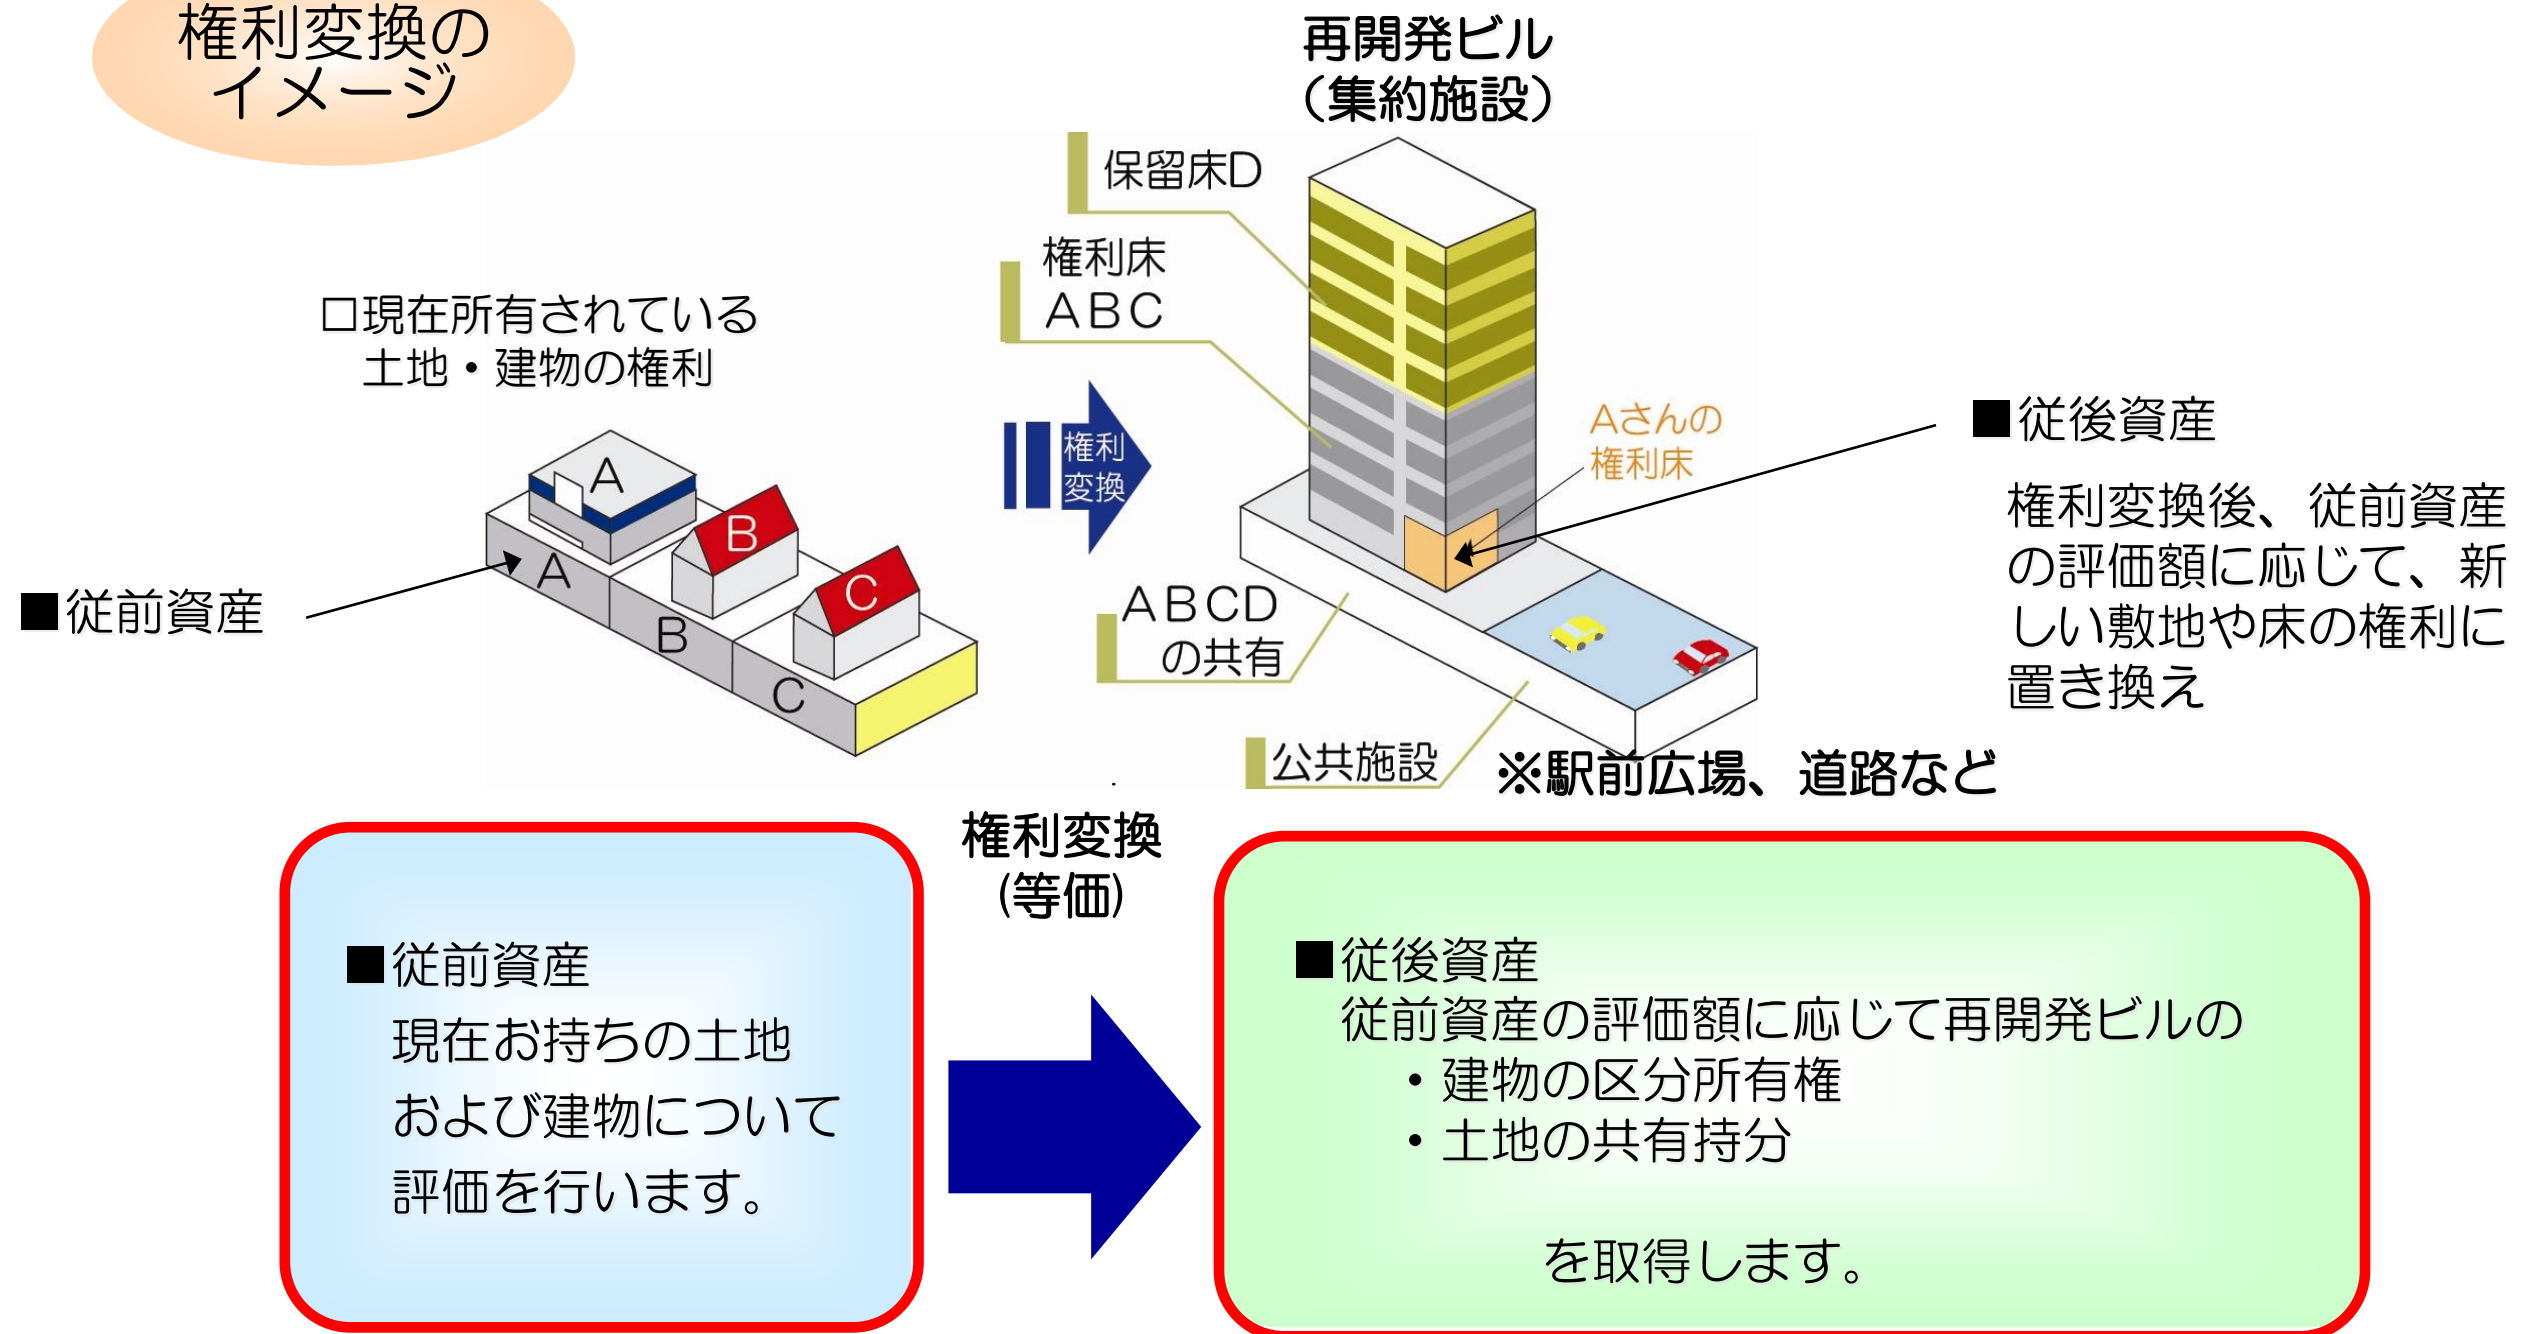 権利変換の
イメージ
再開発ビル
（集約施設）
保留床D
権利床
ＡＢＣ
□現在所有されている
土地・建物の権利
A
B
C
A
B
C
■従前資産
権利
変換
Aさんの
権利床
■従後資産
権利変換後、従前資産
の評価額に応じて、新
しい敷地や床の権利に
置き換え
ＡＢＣＤ
の共有
公共施設
※駅前広場、道路など
権利変換
(等価)
■従前資産
現在お持ちの土地
および建物について
評価を行います。
■従後資産
従前資産の評価額に応じて再開発ビルの
・建物の区分所有権
・土地の共有持分
を取得します。